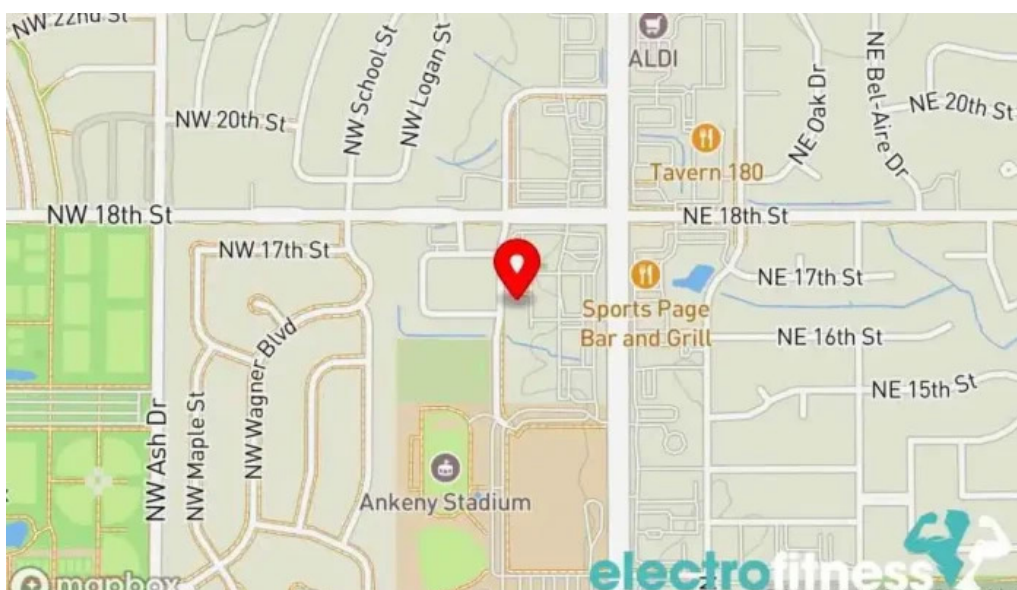 NW 22nd St
NW School St
NW Logan St
ALDI
NE Oak Dr
NE Bel-Aire Dr
NE 20th St
NW 20th St
Tavern 180
NW 18th St
NE 18th St
NW 17th St
NE 17th St
Sports Page
Bar and Grill
NE 16th St
NW Wagner Blvd
NE 15th St
NW Maple St
NW Ash Dr
Ankeny Stadium
mapbox
electrofitness